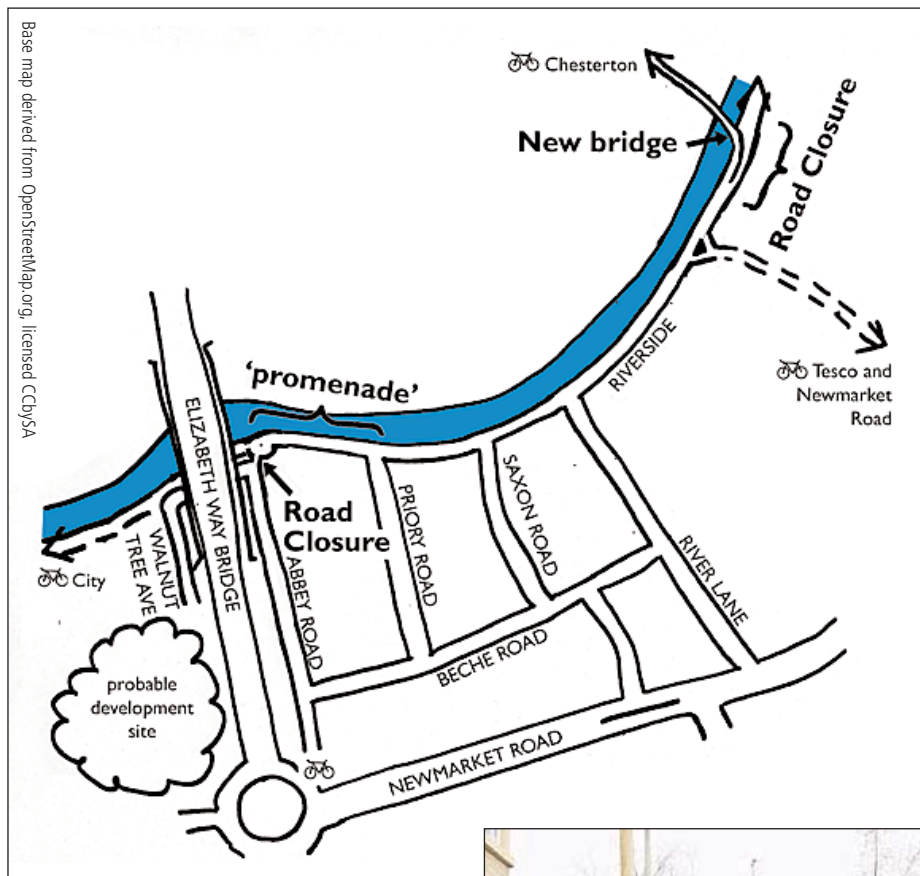 Base map derived from OpenStreetMap.org, licensed CCbySA
Chesterton
New bridge
Road Closure
Tesco and
Newmarket
Road
RIVERSIDE
'promenade'
ELIZABETH WAY BRIDGE
Road
Closure
PRIORY ROAD
SAXON ROAD
RIVER LANE
City
WALNUT
TREE AVE
ABBEY ROAD
BECHE ROAD
probable
development
site
NEWMARKET ROAD